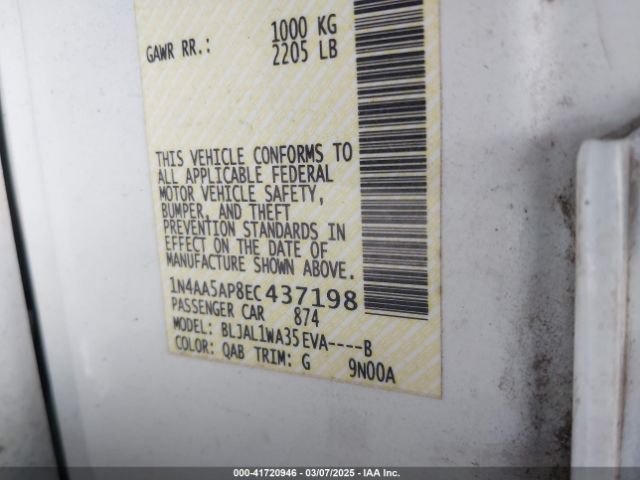 GAWR RR.: 1000 KG
2205 LB
THIS VEHICLE CONFORMS TO
ALL APPLICABLE FEDERAL
MOTOR VEHICLE SAFETY,
BUMPER, AND THEFT
PREVENTION STANDARDS IN
EFFECT ON THE DATE OF
MANUFACTURE SHOWN ABOVE.
1N4AA5AP8EC437198
PASSENGER CAR 874
MODEL: BLJAL1WA35EVA----B
COLOR: QAB TRIM: G 9N00A
000-41720946 - 03/07/2025 - IAA Inc.